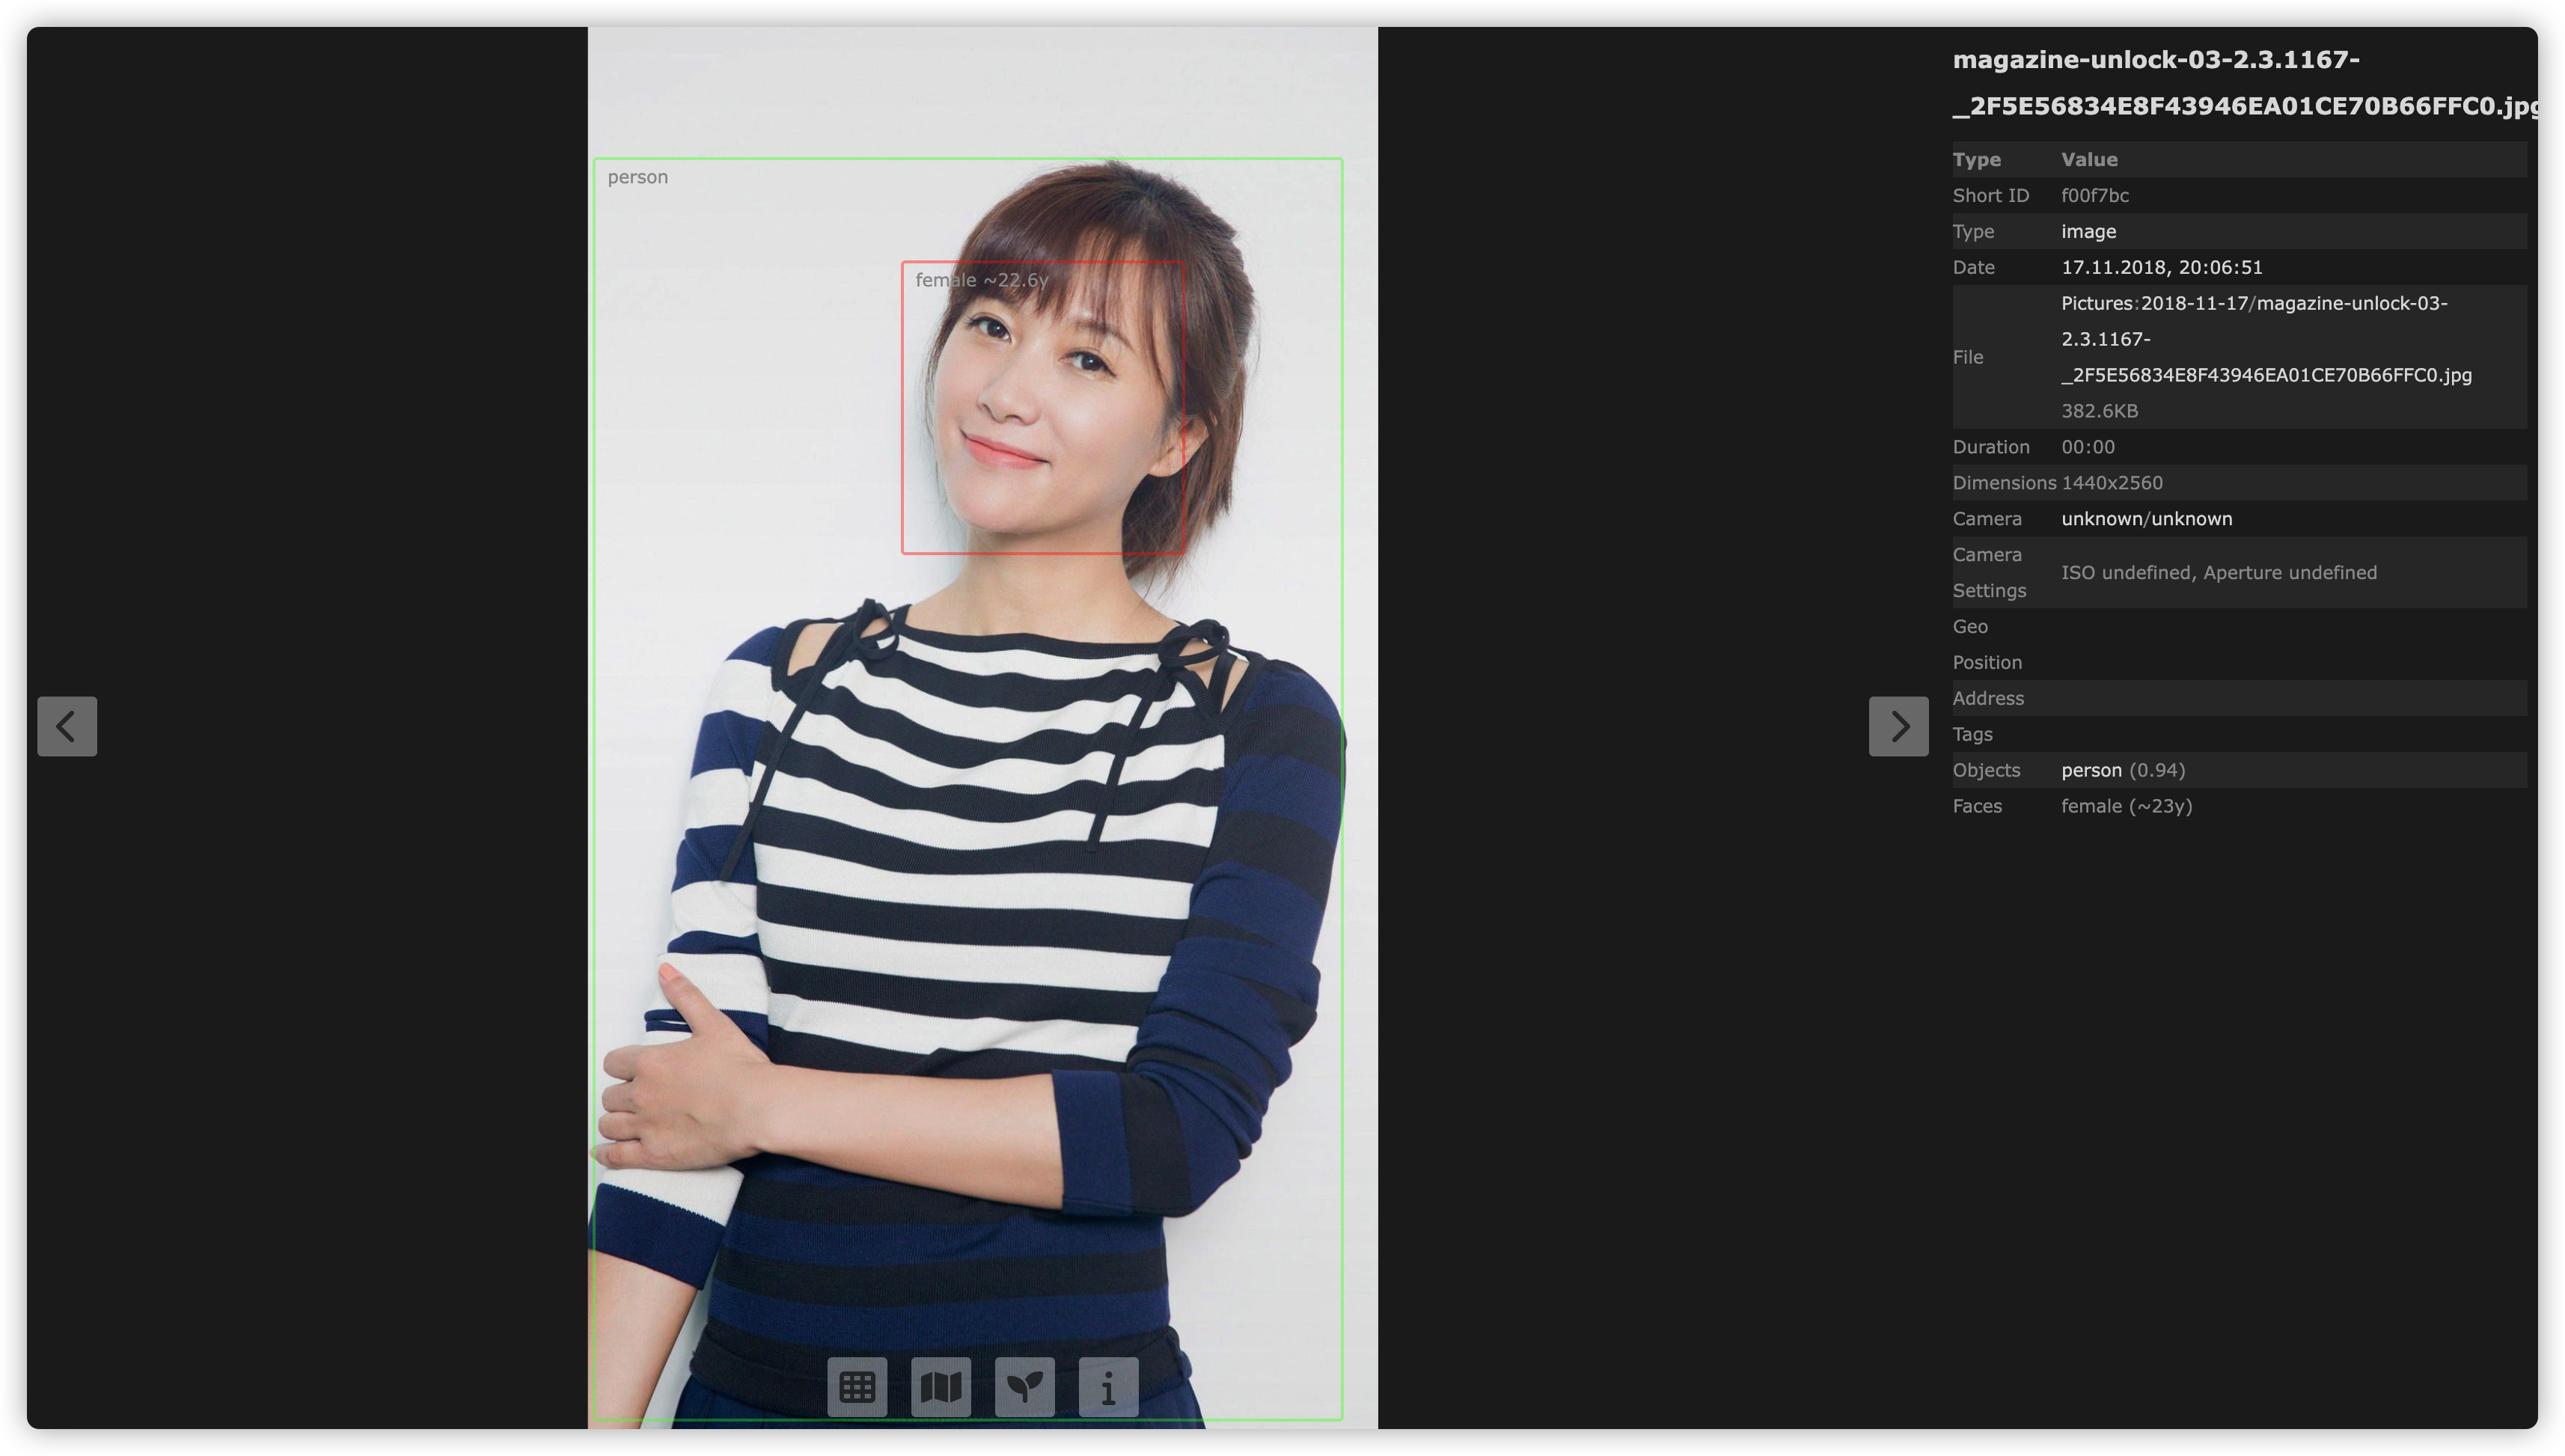 person
female ~22.6y
magazine-unlock-03-2.3.1167-
_2F5E56834E8F43946EA01CE70B66FFC0.jpg
Type Value
Short ID f00f7bc
Type image
Date 17.11.2018, 20:06:51
File Pictures:2018-11-17/magazine-unlock-03-
2.3.1167-
_2F5E56834E8F43946EA01CE70B66FFC0.jpg
382.6KB
Duration 00:00
Dimensions 1440x2560
Camera unknown/unknown
Camera
Settings ISO undefined, Aperture undefined
Geo
Position
Address
Tags
Objects person (0.94)
Faces female (~23y)